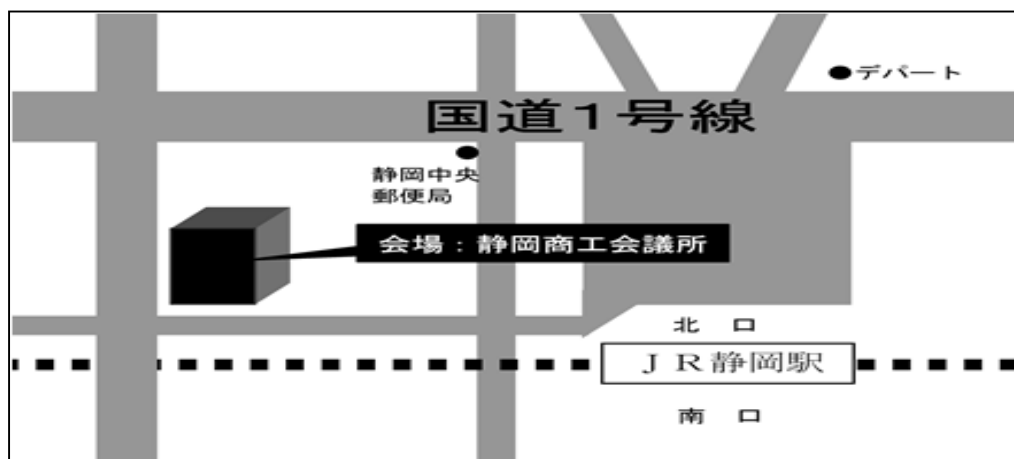 ●デパート
国道1号線
静岡中央
郵便局
会場：静岡商工会議所
北　口
ＪＲ静岡駅
南　口